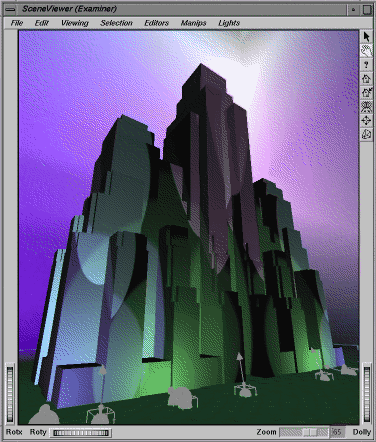 SceneViewer (Examiner)
File Edit Viewing Selection Editors Manips Lights
?
Rotx Roty Zoom 65 Dolly